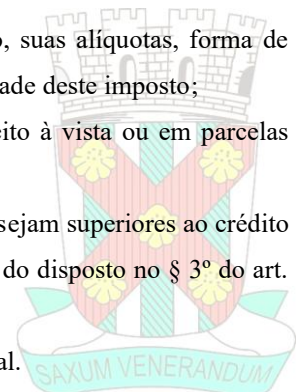 o, suas alíquotas, forma de
ade deste imposto;
eito à vista ou em parcelas
sejam superiores ao crédito
do disposto no § 3º do art.
al.
SAXUM VENERANDUM